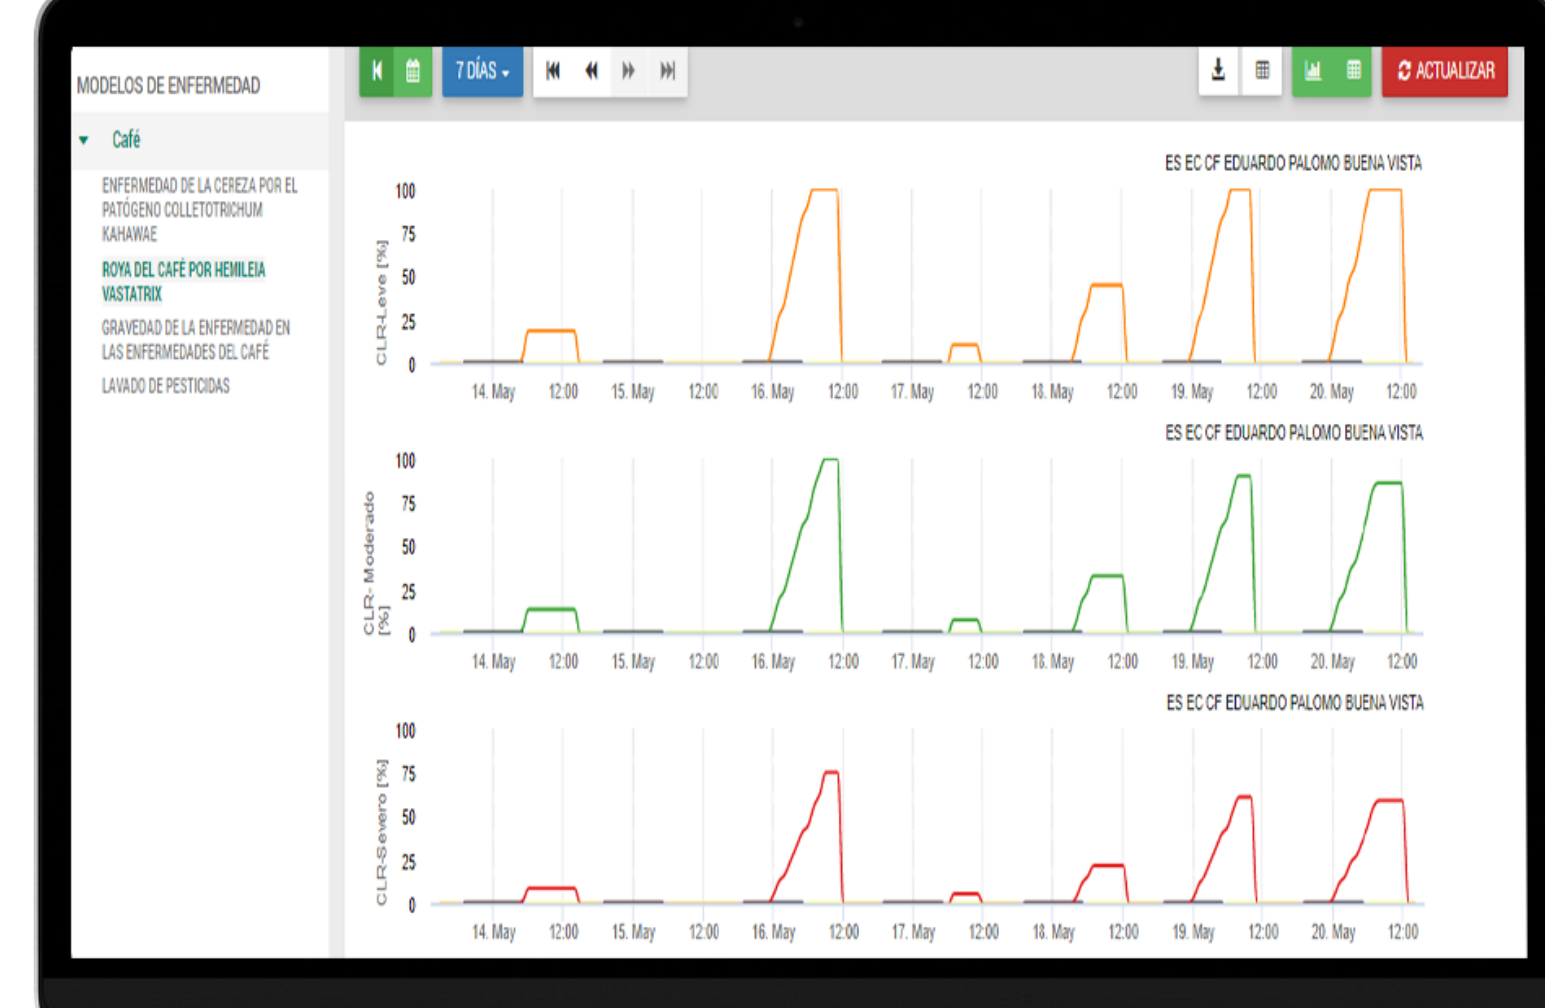 MODELOS DE ENFERMEDAD
Café
ENFERMEDAD DE LA CEREZA POR EL
PATÓGENO COLLETOTRICHUM
KAHAWAE
ROYA DEL CAFÉ POR HEMILEIA
VASTATRIX
GRAVEDAD DE LA ENFERMEDAD EN
LAS ENFERMEDADES DEL CAFÉ
LAVADO DE PESTICIDAS
7 DÍAS
ACTUALIZAR
ES EC CF EDUARDO PALOMO BUENA VISTA
CLR-Leve [%]
100
75
50
25
0
14. May 12:00 15. May 12:00 16. May 12:00 17. May 12:00 18. May 12:00 19. May 12:00 20. May 12:00
ES EC CF EDUARDO PALOMO BUENA VISTA
CLR- Moderado
[%]
100
75
50
25
0
14. May 12:00 15. May 12:00 16. May 12:00 17. May 12:00 18. May 12:00 19. May 12:00 20. May 12:00
ES EC CF EDUARDO PALOMO BUENA VISTA
CLR-Severo [%]
100
75
50
25
0
14. May 12:00 15. May 12:00 16. May 12:00 17. May 12:00 18. May 12:00 19. May 12:00 20. May 12:00